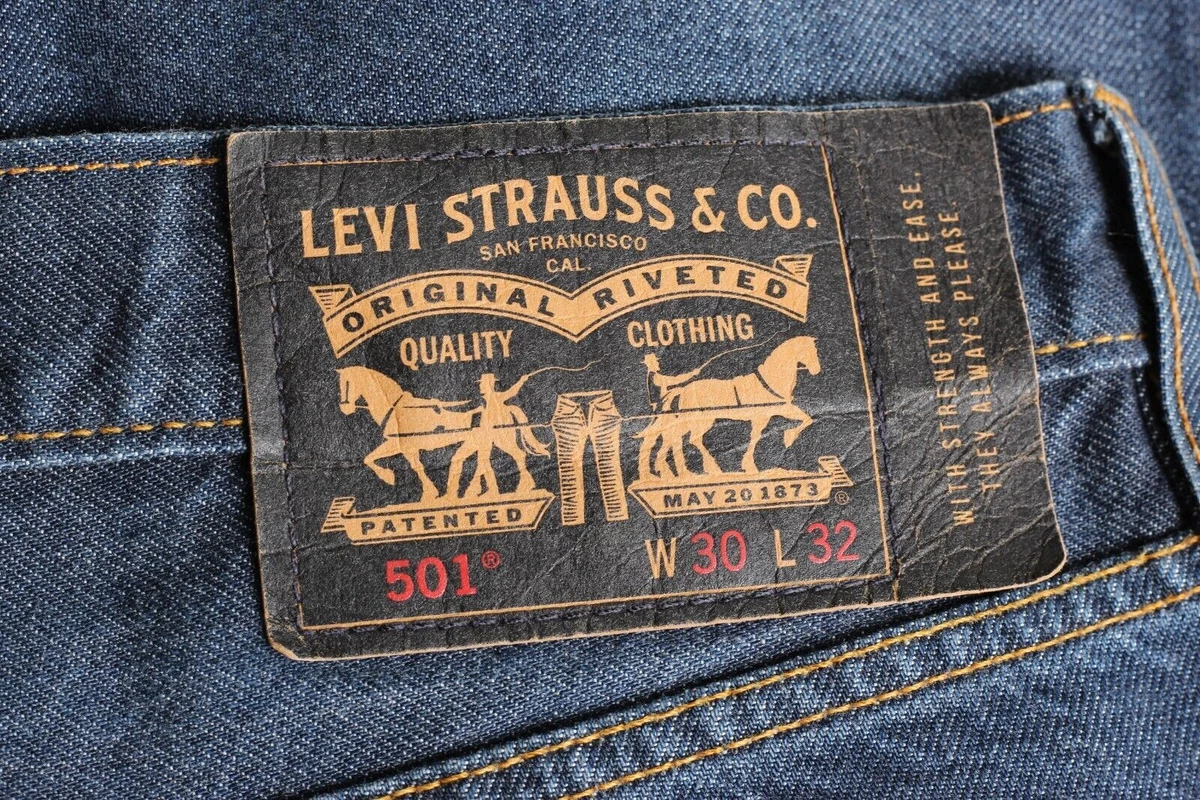 LEVI STRAUSS & CO.
SAN FRANCISCO
CAL.
ORIGINAL RIVETED
QUALITY CLOTHING
PATENTED MAY 20 1873 ®
501® W 30 L 32
WITH STRENGTH AND EASE.
THEY ALWAYS PLEASE.